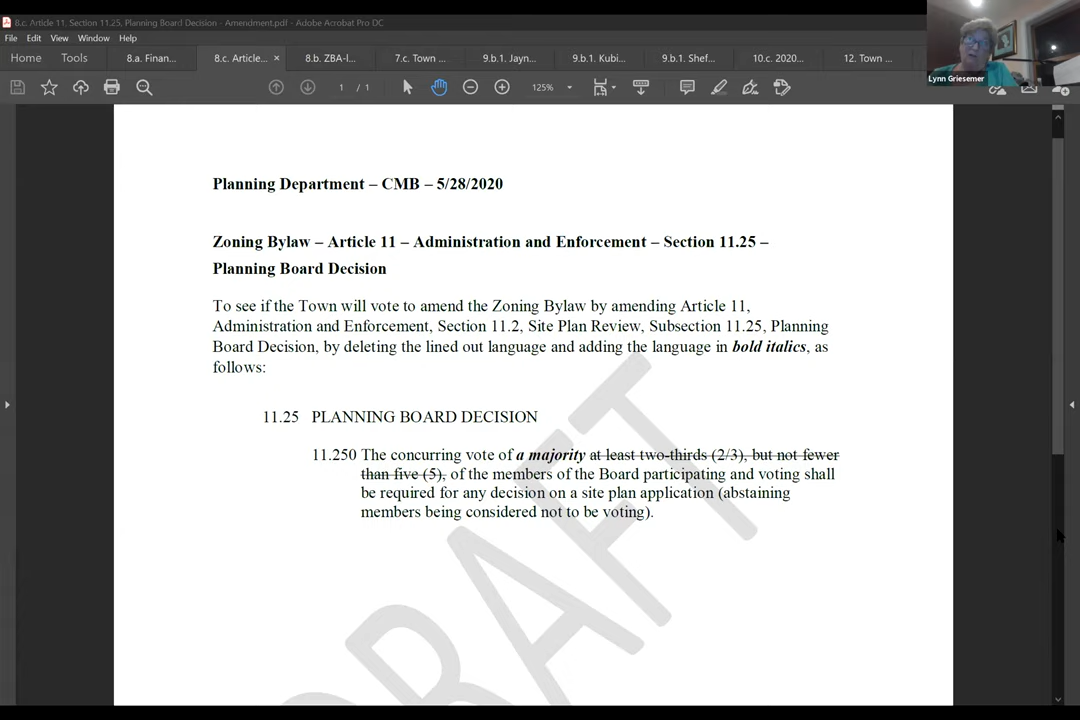 8.c. Article 11, Section 11.25, Planning Board Decision - Amendment.pdf - Adobe Acrobat Pro DC
File Edit View Window Help
Lynn Griesemer
Home Tools 8.a. Finan... 8.c. Article... × 8.b. ZBA-I... 7.c. Town ... 9.b.1. Jayn... 9.b.1. Kubi... 9.b.1. Shef... 10.c. 2020... 12. Town ...
1 / 1 125%
Planning Department – CMB – 5/28/2020
Zoning Bylaw – Article 11 – Administration and Enforcement – Section 11.25 –
Planning Board Decision
To see if the Town will vote to amend the Zoning Bylaw by amending Article 11,
Administration and Enforcement, Section 11.2, Site Plan Review, Subsection 11.25, Planning
Board Decision, by deleting the lined out language and adding the language in bold italics, as
follows:
11.25 PLANNING BOARD DECISION
11.250 The concurring vote of a majority at least two-thirds (2/3), but not fewer
than five (5), of the members of the Board participating and voting shall
be required for any decision on a site plan application (abstaining
members being considered not to be voting).
DRAFT